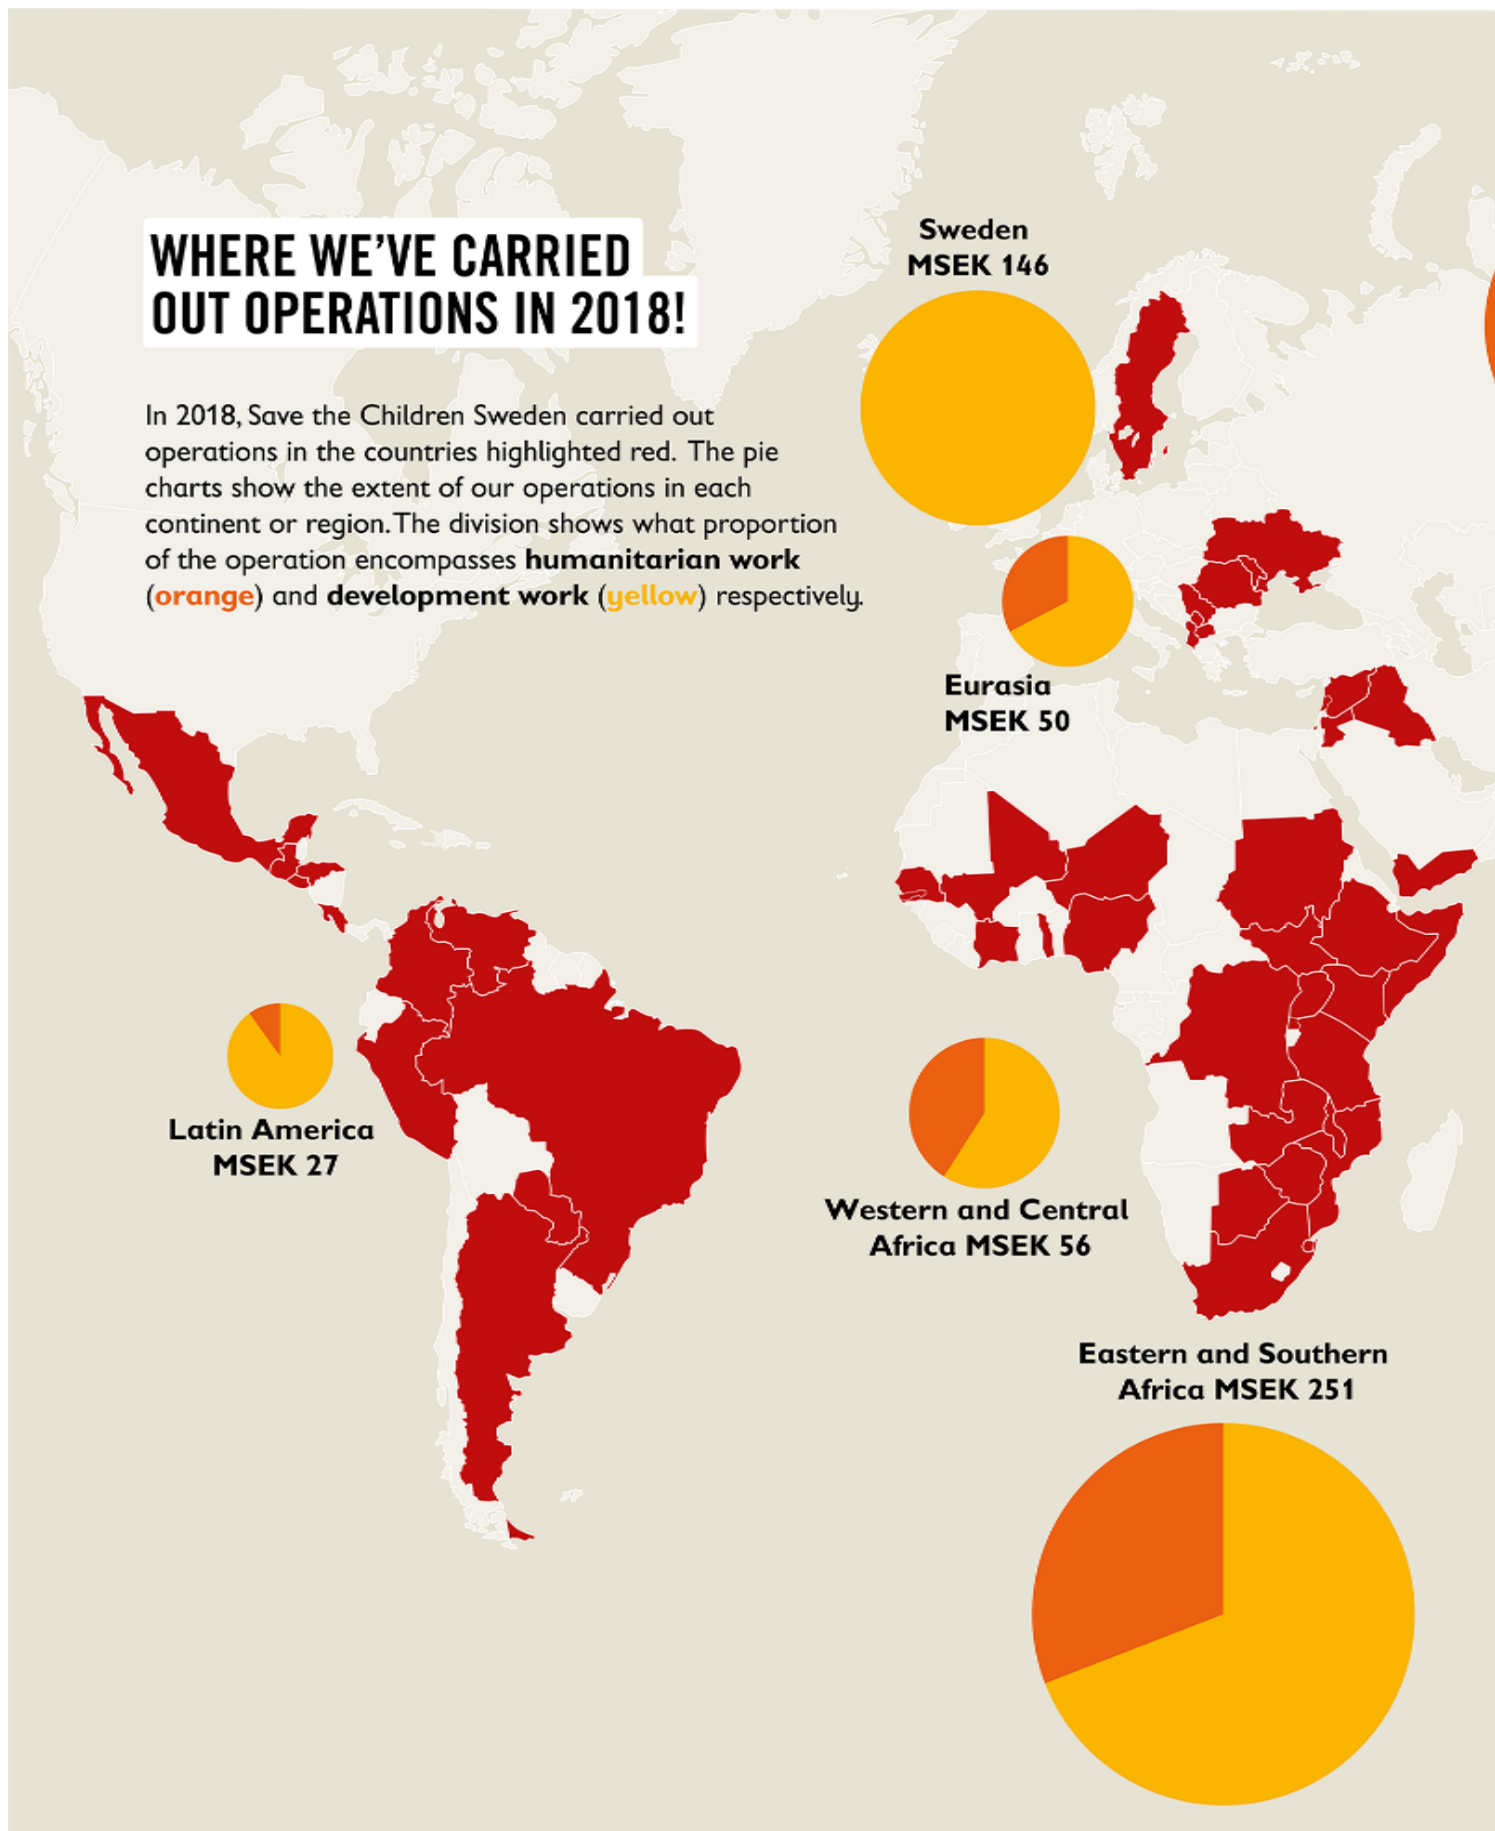 WHERE WE'VE CARRIED
OUT OPERATIONS IN 2018!
In 2018, Save the Children Sweden carried out
operations in the countries highlighted red. The pie
charts show the extent of our operations in each
continent or region. The division shows what proportion
of the operation encompasses humanitarian work
(orange) and development work (yellow) respectively.
Sweden
MSEK 146
Eurasia
MSEK 50
Latin America
MSEK 27
Western and Central
Africa MSEK 56
Eastern and Southern
Africa MSEK 251